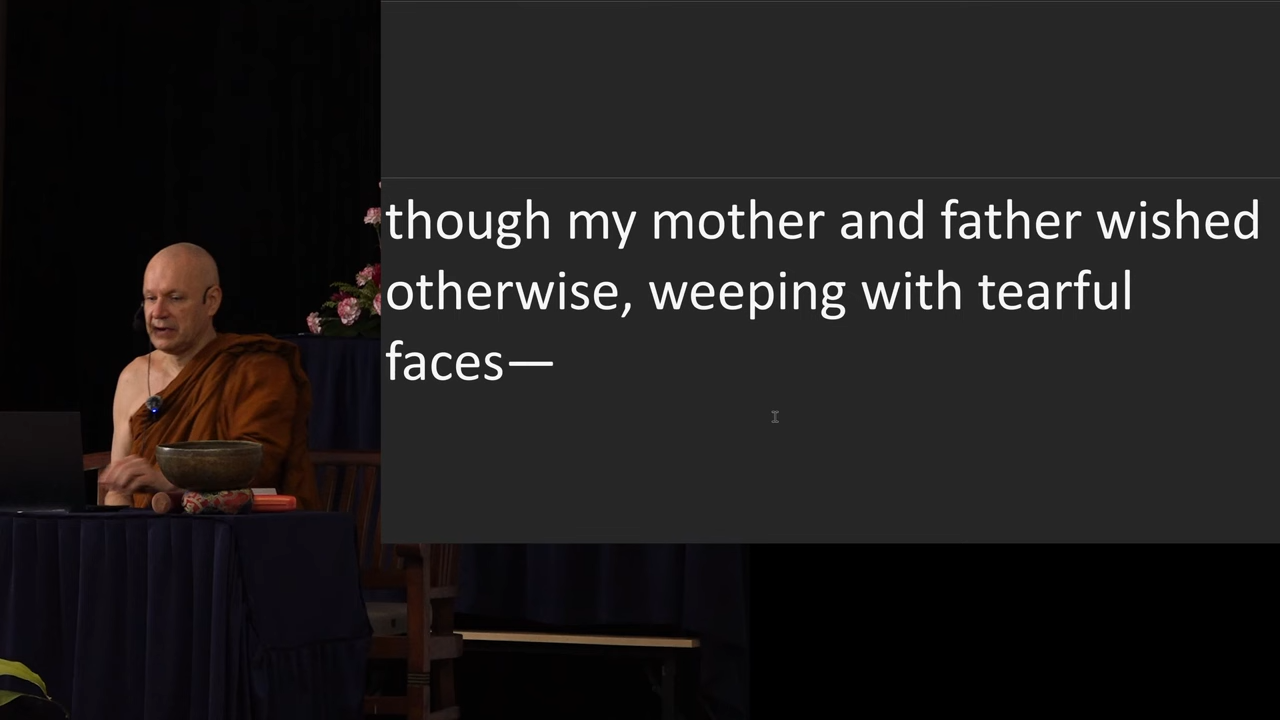 though my mother and father wished
otherwise, weeping with tearful
faces—